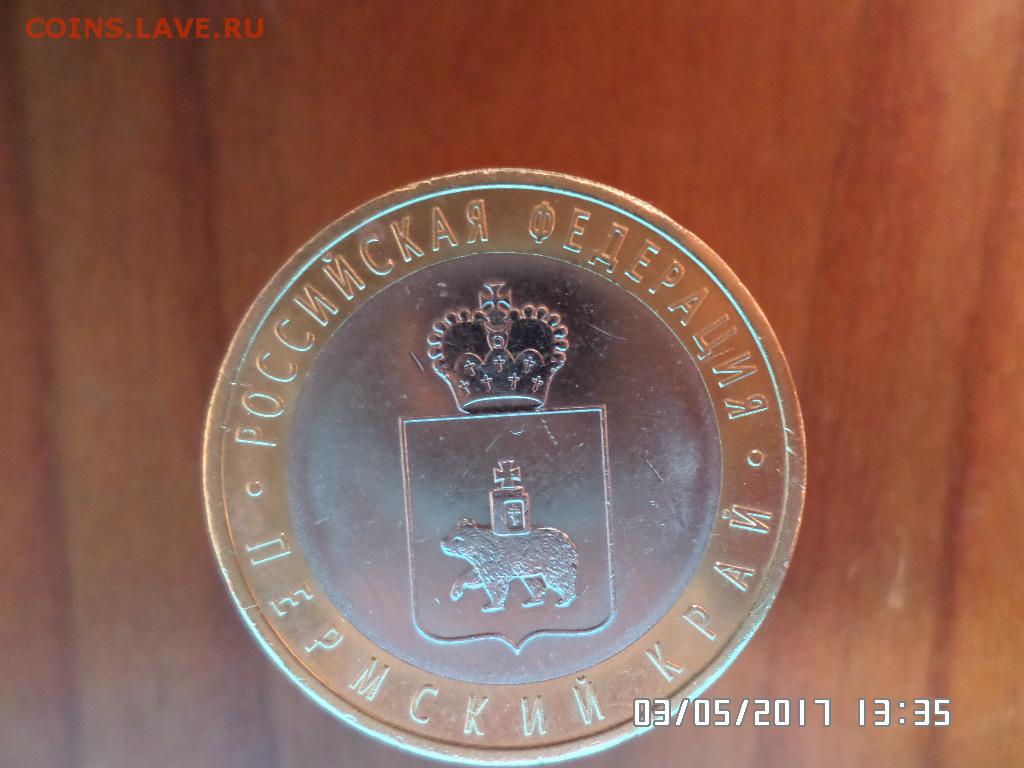 COINS.LAVE.RU
РОССИЙСКАЯ ФЕДЕРАЦИЯ
ПЕРМСКИЙ КРАЙ
03/05/2017 13:35